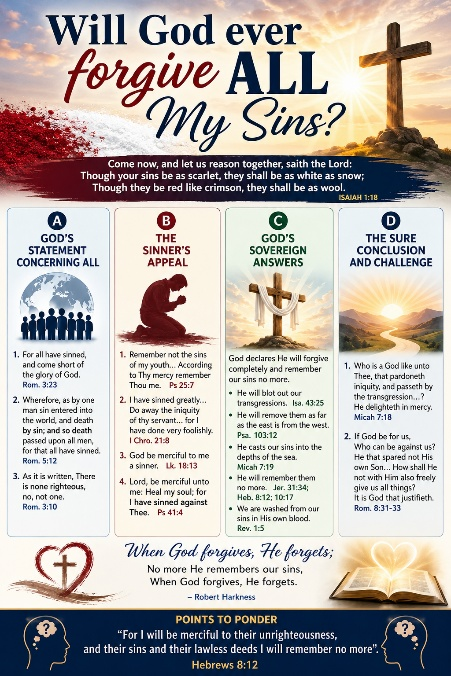 Will God ever
forgive ALL
My Sins?
Come now, and let us reason together, saith the Lord:
Though your sins be as scarlet, they shall be as white as snow;
Though they be red like crimson, they shall be as wool.
ISAIAH 1:18
A
GOD'S
STATEMENT
CONCERNING ALL
1. For all have sinned,
and come short of
the glory of God.
Rom. 3:23
2. Wherefore, as by one
man sin entered into
the world, and death
by sin; and so death
passed upon all men,
for that all have sinned.
Rom. 5:12
3. As it is written, There
is none righteous,
no, not one.
Rom. 3:10
B
THE
SINNER'S
APPEAL
1. Remember not the sins
of my youth... According
to Thy mercy remember
Thou me. Ps 25:7
2. I have sinned greatly...
Do away the iniquity
of thy servant... for I
have done very foolishly.
I Chro. 21:8
3. God be merciful to me
a sinner. Lk. 18:13
4. Lord, be merciful unto
me: Heal my soul; for
I have sinned against
Thee. Ps 41:4
C
GOD'S
SOVEREIGN
ANSWERS
God declares He will forgive
completely and remember
our sins no more.
• He will blot out our
transgressions. Isa. 43:25
• He will remove them as far
as the east is from the west.
Psa. 103:12
• He casts our sins into the
depths of the sea.
Micah 7:19
• He will remember them
no more. Jer. 31:34;
Heb. 8:12; 10:17
• We are washed from our
sins in His own blood.
Rev. 1:5
D
THE SURE
CONCLUSION
AND CHALLENGE
1. Who is a God like unto
Thee, that pardoneth
iniquity, and passeth by
the transgression...?
He delighteth in mercy.
Micah 7:18
2. If God be for us,
Who can be against us?
He that spared not His
own Son... How shall He
not with Him also freely
give us all things?
It is God that justifieth.
Rom. 8:31-33
When God forgives, He forgets;
No more He remembers our sins,
When God forgives, He forgets.
– Robert Harkness
POINTS TO PONDER
"For I will be merciful to their unrighteousness,
and their sins and their lawless deeds I will remember no more".
Hebrews 8:12
?
?